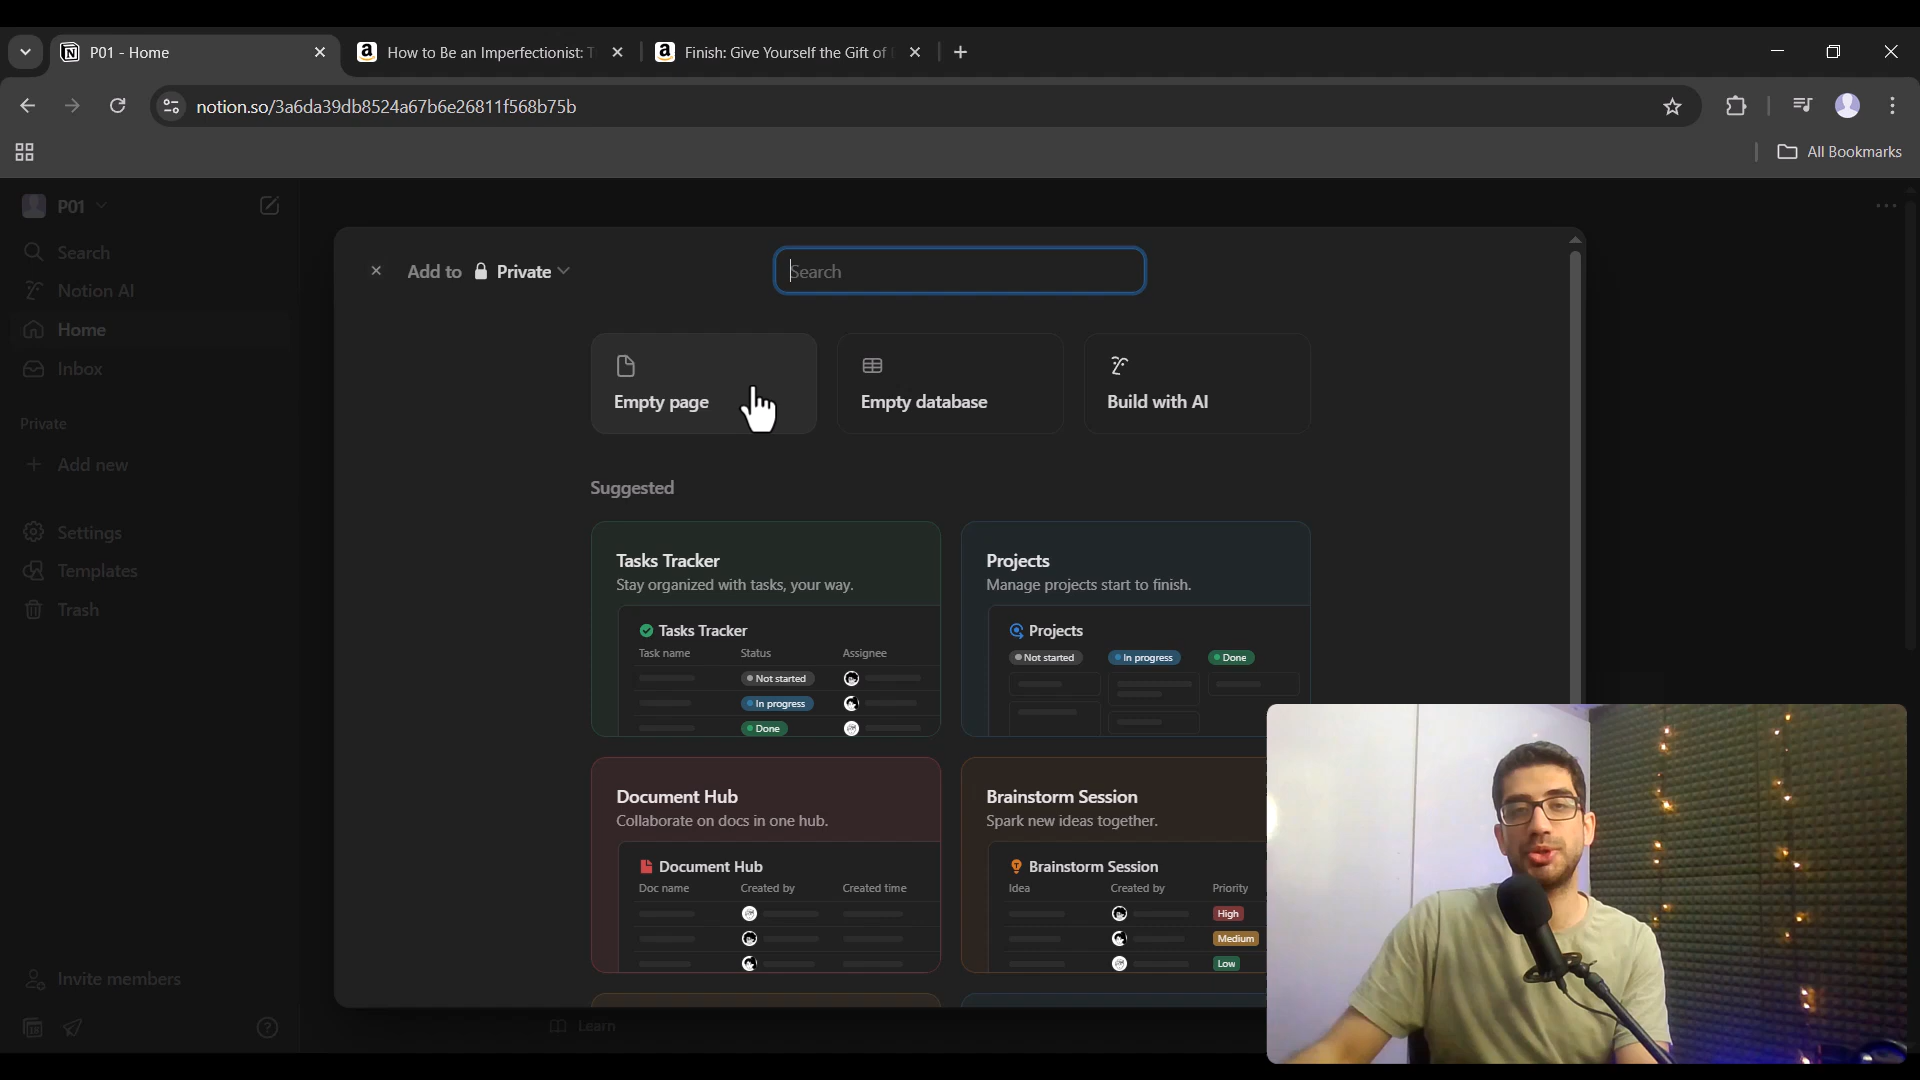 P01 - Home
How to Be an Imperfectionist: T
Finish: Give Yourself the Gift of
notion.so/3a6da39db8524a67b6e26811f568b75b
All Bookmarks
P01
Search
Notion AI
Home
Inbox
Private
Add new
Settings
Templates
Trash
Invite members
Add to Private
Search
Empty page
Empty database
Build with AI
Suggested
Tasks Tracker
Stay organized with tasks, your way.
Tasks Tracker
Task name Status Assignee
Not started
In progress
Done
Projects
Manage projects start to finish.
Projects
Not started In progress Done
Document Hub
Collaborate on docs in one hub.
Document Hub
Doc name Created by Created time
Brainstorm Session
Spark new ideas together.
Brainstorm Session
Idea Created by Priority
High
Medium
Low
Learn